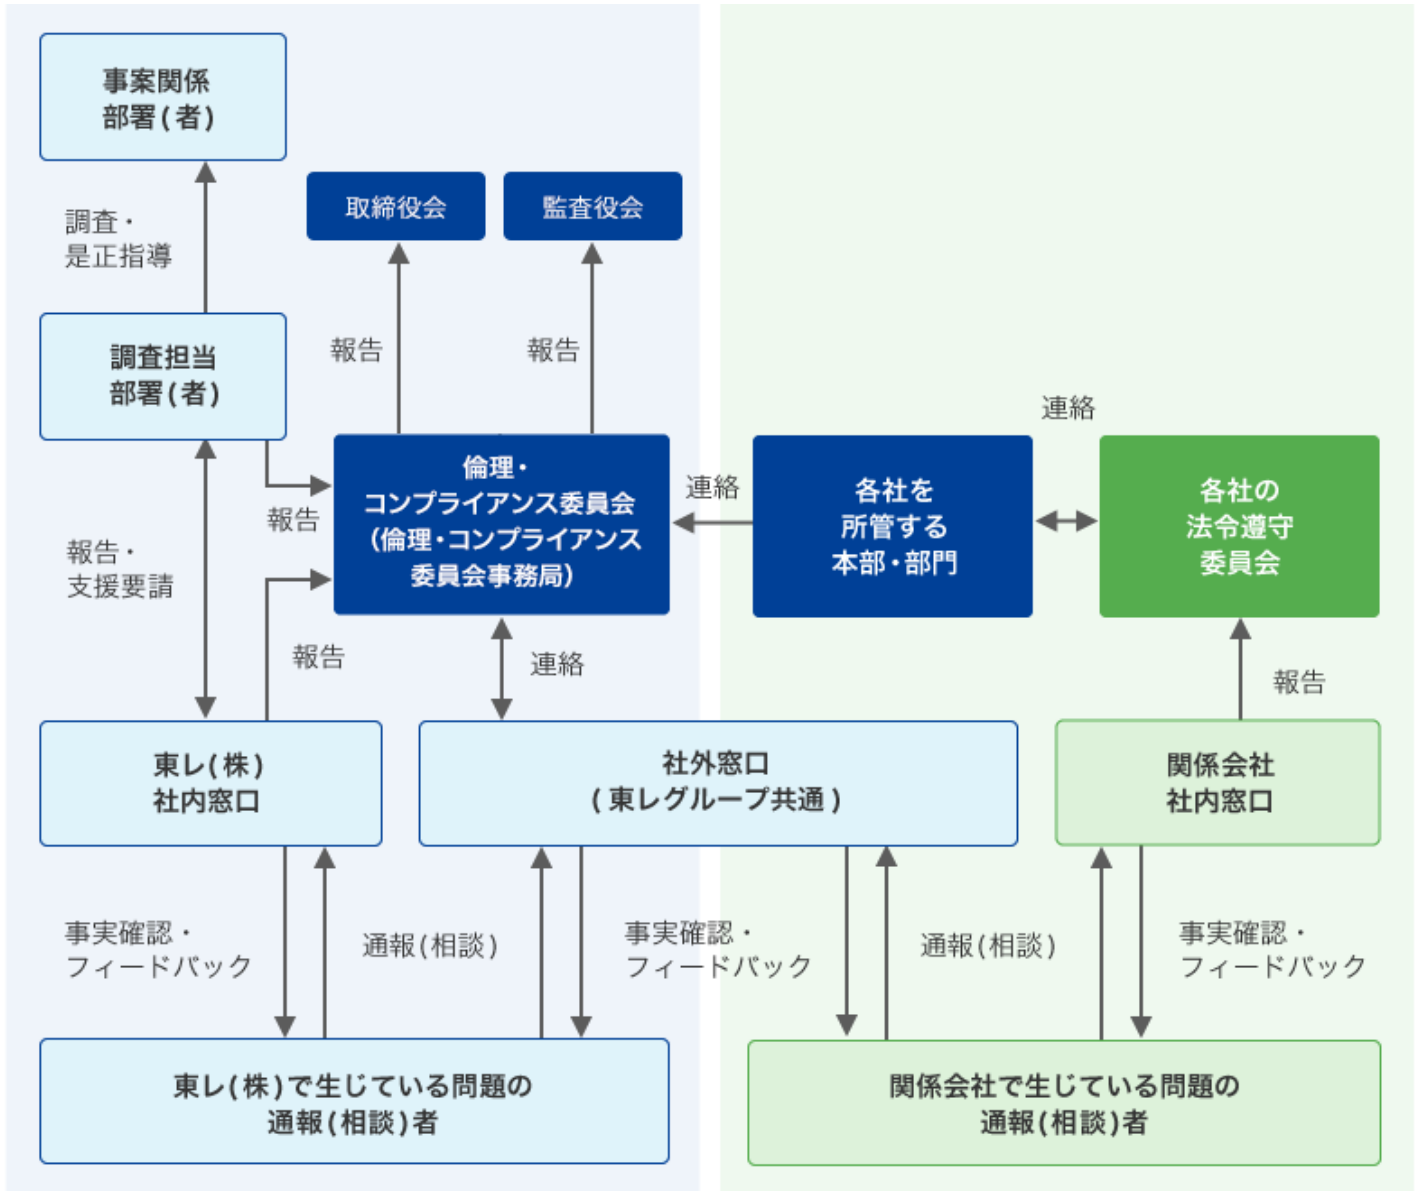 事案関係
部署(者)
調査・
是正指導
取締役会
監査役会
報告
報告
調査担当
部署(者)
報告
報告・
支援要請
倫理・
コンプライアンス委員会
（倫理・コンプライアンス
委員会事務局）
連絡
各社を
所管する
本部・部門
連絡
各社の
法令遵守
委員会
報告
連絡
報告
東レ(株)
社内窓口
社外窓口
(東レグループ共通)
関係会社
社内窓口
事実確認・
フィードバック
通報(相談)
事実確認・
フィードバック
通報(相談)
事実確認・
フィードバック
東レ(株)で生じている問題の
通報(相談)者
関係会社で生じている問題の
通報(相談)者